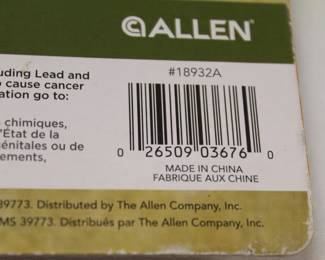 ALLEN
#18932A
uding Lead and
o cause cancer
ation go to:
chimiques,
l'État de la
énitales ou de
ements,
0 26509 03676 0
MADE IN CHINA
FABRIQUE AUX CHINE
39773. Distributed by The Allen Company, Inc.
MS 39773. Distribués par The Allen Company, Inc.